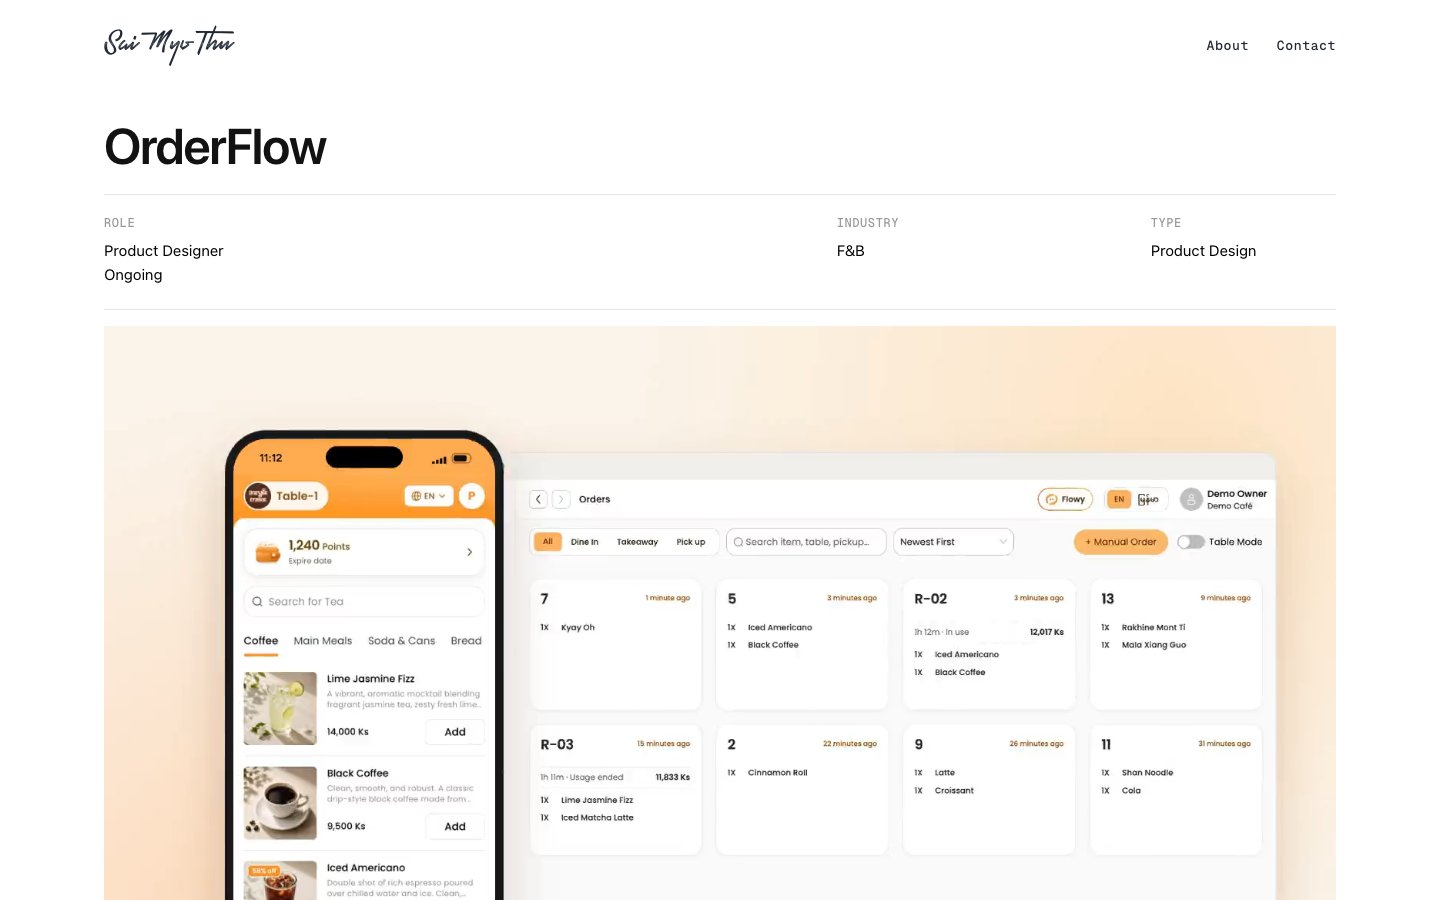 Sai Myo Thu
About
Contact
OrderFlow
ROLE
Product Designer
Ongoing
INDUSTRY
F&B
TYPE
Product Design
11:12
Table-1
EN
P
1,240 Points
Expire date
Search for Tea
Coffee
Main Meals
Soda & Cans
Bread
Lime Jasmine Fizz
A vibrant, aromatic mocktail blending
fragrant jasmine tea, zesty fresh lime..
14,000 Ks
Add
Black Coffee
Clean, smooth, and robust. A classic
drip-style black coffee made from ..
9,500 Ks
Add
58% off
Iced Americano
Double shot of rich espresso poured
over chilled water and ice. Clean,..
Orders
Flowy
EN
မြန်မာ
Demo Owner
Demo Café
All
Dine In
Takeaway
Pick up
Search item, table, pickup...
Newest First
+ Manual Order
Table Mode
7
1 minute ago
1X Kyay Oh
5
3 minutes ago
1X Iced Americano
1X Black Coffee
R-02
3 minutes ago
1h 12m · In use
12,017 Ks
1X Iced Americano
1X Black Coffee
13
9 minutes ago
1X Rakhine Mont Ti
1X Mala Xiang Guo
R-03
15 minutes ago
1h 11m · Usage ended
11,833 Ks
1X Lime Jasmine Fizz
1X Iced Matcha Latte
2
22 minutes ago
1X Cinnamon Roll
9
26 minutes ago
1X Latte
1X Croissant
11
31 minutes ago
1X Shan Noodle
1X Cola